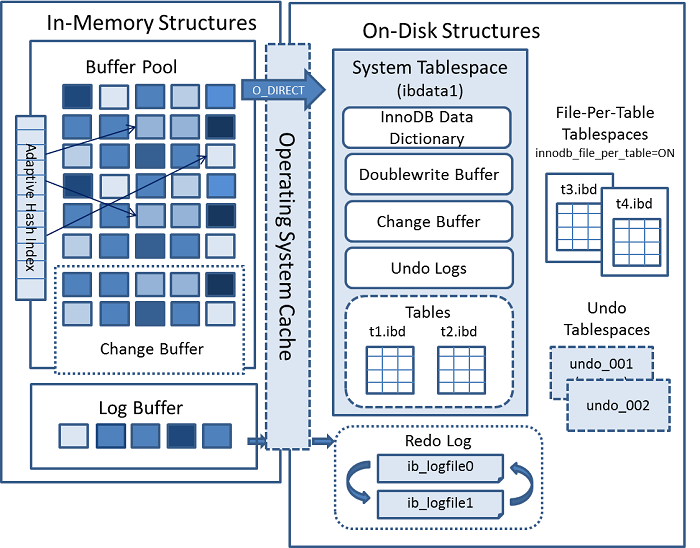 In-Memory Structures
Buffer Pool
Adaptive Hash Index
Change Buffer
Log Buffer
O_DIRECT
Operating System Cache
On-Disk Structures
System Tablespace
(ibdata1)
InnoDB Data
Dictionary
Doublewrite Buffer
Change Buffer
Undo Logs
Tables
t1.ibd
t2.ibd
Redo Log
ib_logfile0
ib_logfile1
File-Per-Table
Tablespaces
innodb_file_per_table=ON
t3.ibd
t4.ibd
Undo
Tablespaces
undo_001
undo_002